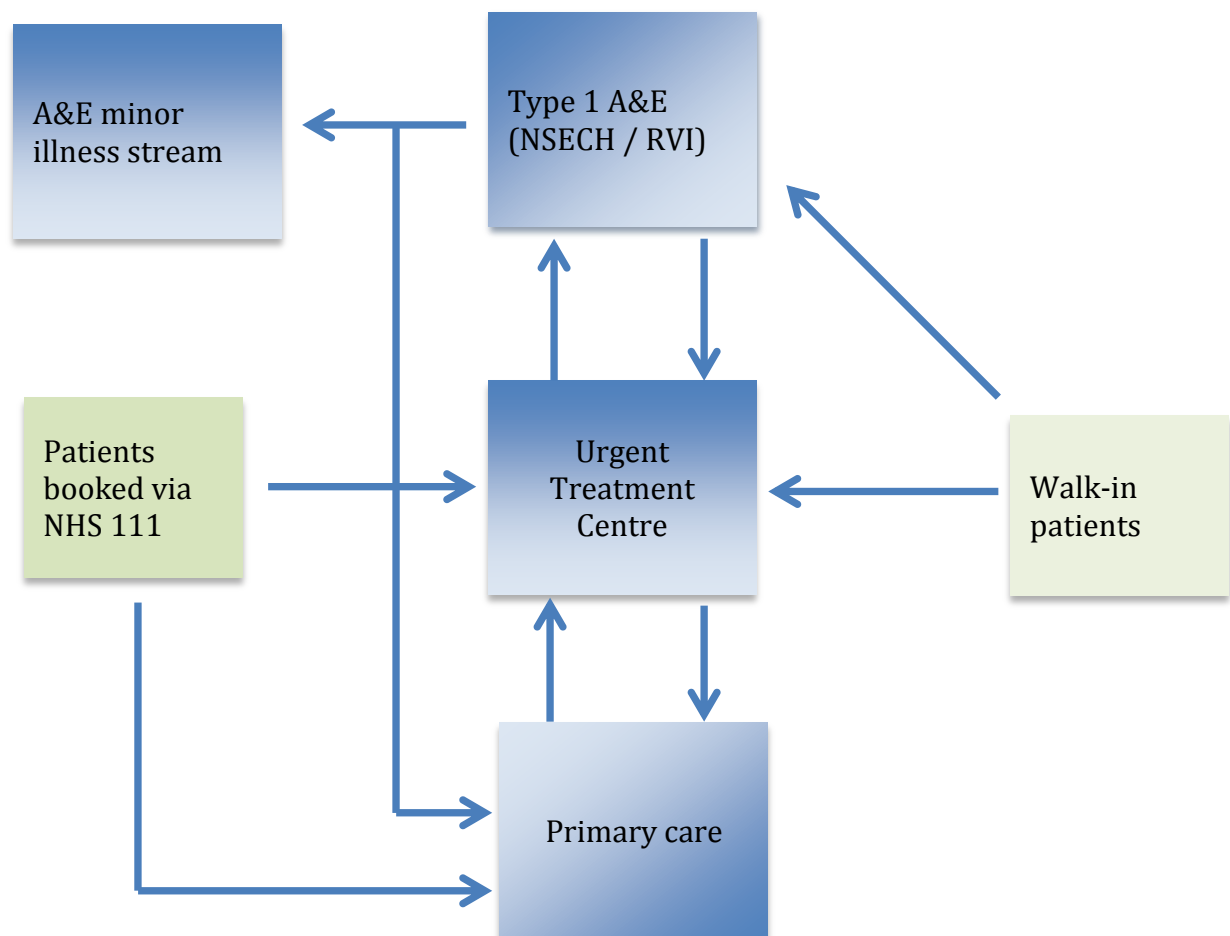 A&E minor
illness stream
Type 1 A&E
(NSECH / RVI)
Patients
booked via
NHS 111
Urgent
Treatment
Centre
Walk-in
patients
Primary care